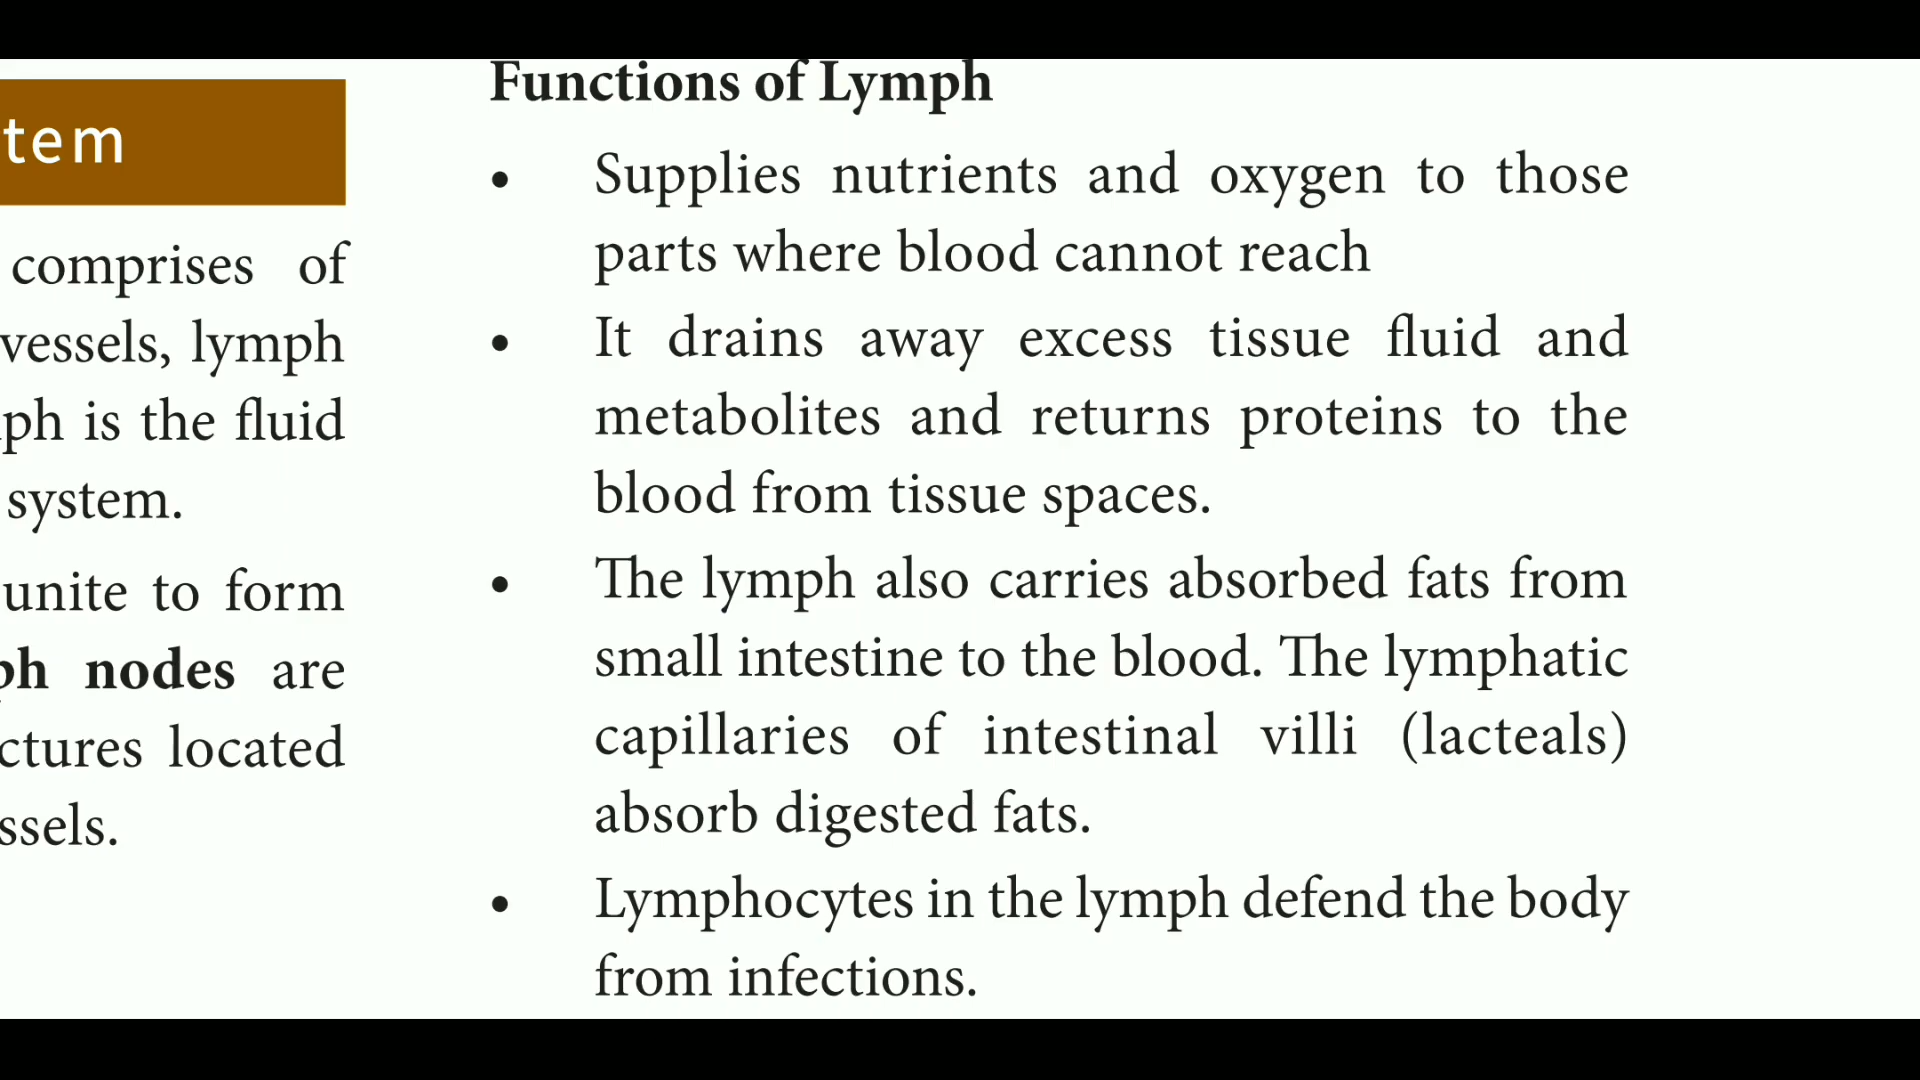 tem
comprises of
vessels, lymph
ph is the fluid
system.
unite to form
ph nodes are
ctures located
ssels.
Functions of Lymph
• Supplies nutrients and oxygen to those
parts where blood cannot reach
• It drains away excess tissue fluid and
metabolites and returns proteins to the
blood from tissue spaces.
• The lymph also carries absorbed fats from
small intestine to the blood. The lymphatic
capillaries of intestinal villi (lacteals)
absorb digested fats.
• Lymphocytes in the lymph defend the body
from infections.